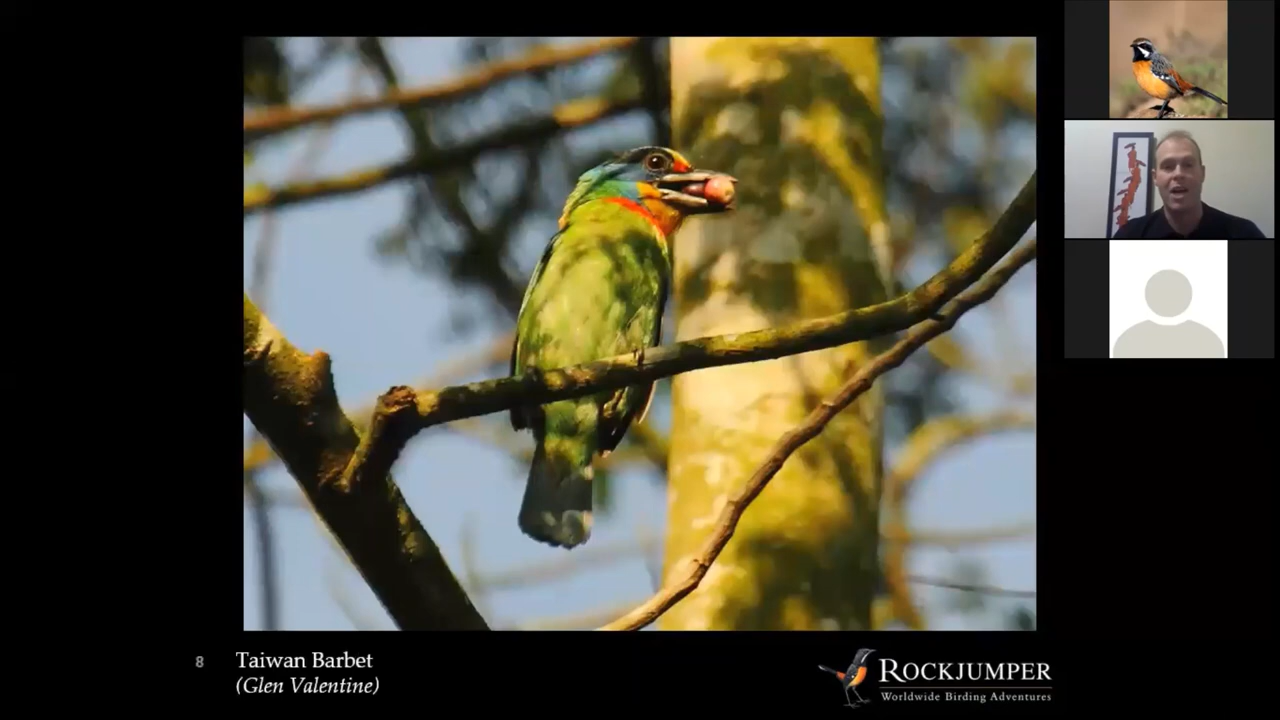 8
Taiwan Barbet
(Glen Valentine)
ROCKJUMPER
Worldwide Birding Adventures